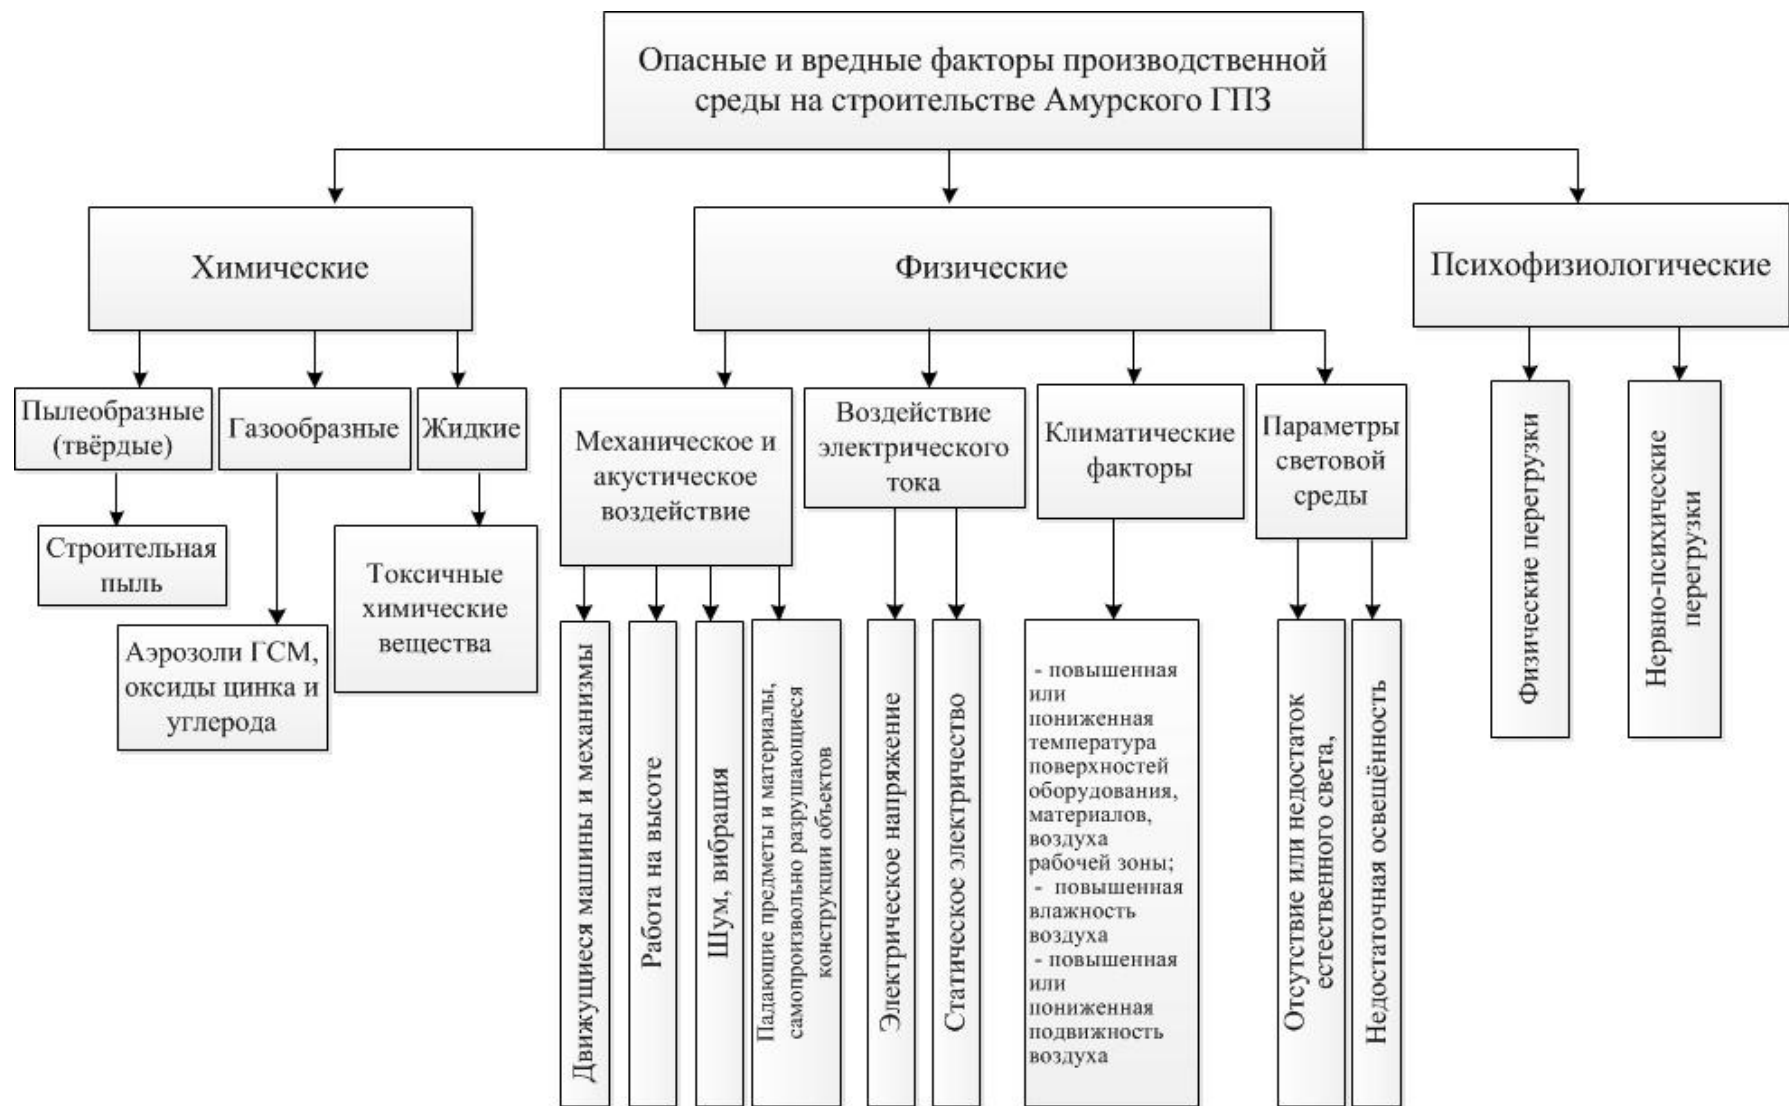 Опасные и вредные факторы производственной
среды на строительстве Амурского ГПЗ
Химические
Физические
Психофизиологические
Пылеобразные
(твёрдые)
Газообразные
Жидкие
Механическое и
акустическое
воздействие
Воздействие
электрического
тока
Климатические
факторы
Параметры
световой
среды
Физические перегрузки
Нервно-психические
перегрузки
Строительная
пыль
Аэрозоли ГСМ,
оксиды цинка и
углерода
Токсичные
химические
вещества
Движущиеся машины и механизмы
Работа на высоте
Шум, вибрация
Падающие предметы и материалы,
самопроизвольно разрушающиеся
конструкции объектов
Электрическое напряжение
Статическое электричество
- повышенная
или
пониженная
температура
поверхностей
оборудования,
материалов,
воздуха
рабочей зоны;
- повышенная
влажность
воздуха
- повышенная
или
пониженная
подвижность
воздуха
Отсутствие или недостаток
естественного света,
Недостаточная освещённость